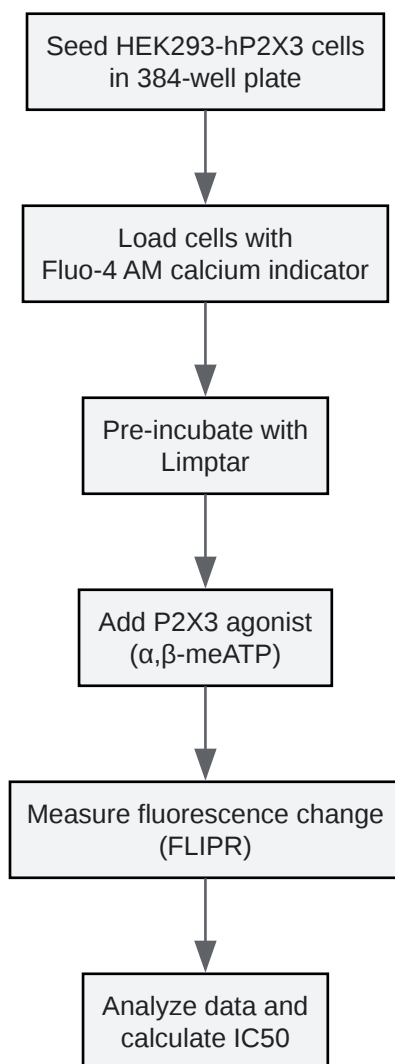 Seed HEK293-hP2X3 cells
in 384-well plate
Load cells with
Fluo-4 AM calcium indicator
Pre-incubate with
Limptar
Add P2X3 agonist
(α,β-meATP)
Measure fluorescence change
(FLIPR)
Analyze data and
calculate IC50